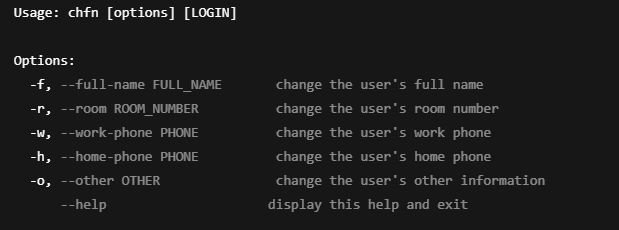 Usage: chfn [options] [LOGIN]

Options:
  -f, --full-name FULL_NAME       change the user's full name
  -r, --room ROOM_NUMBER          change the user's room number
  -w, --work-phone PHONE          change the user's work phone
  -h, --home-phone PHONE          change the user's home phone
  -o, --other OTHER               change the user's other information
      --help                     display this help and exit